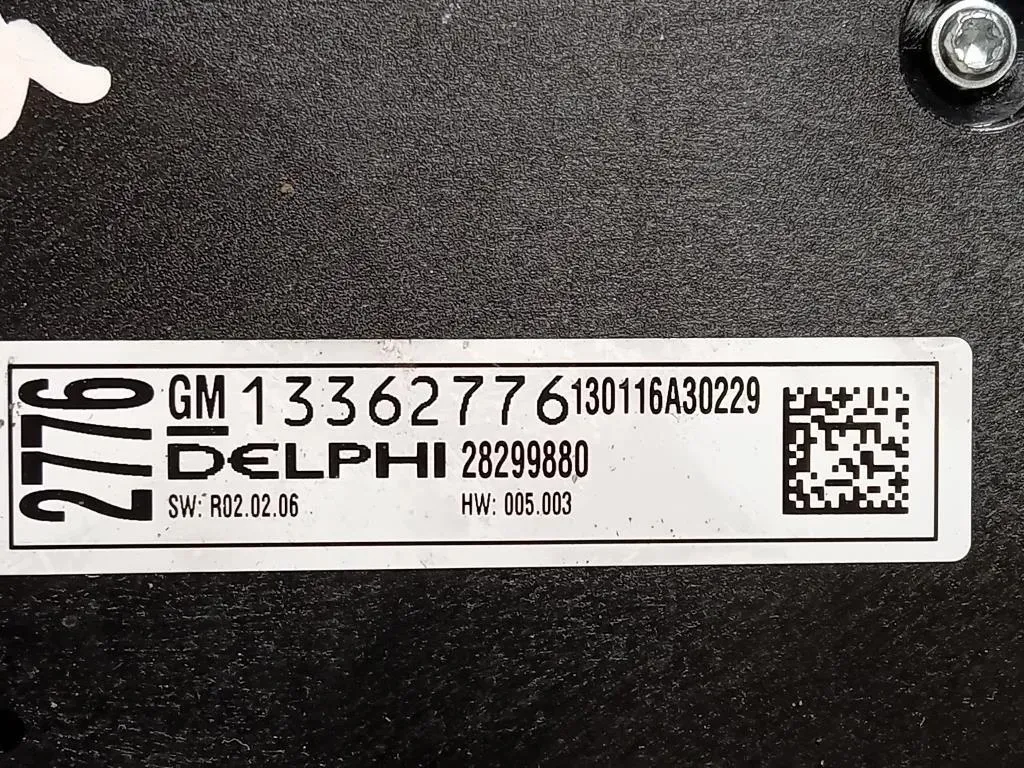 2776
GM 13362776 130116A30229
DELPHI 28299880
SW: R02.02.06 HW: 005.003